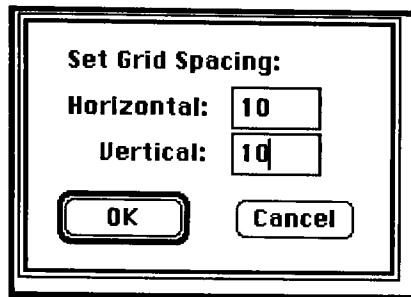 Set Grid Spacing:
Horizontal: 10
Vertical: 10
OK Cancel